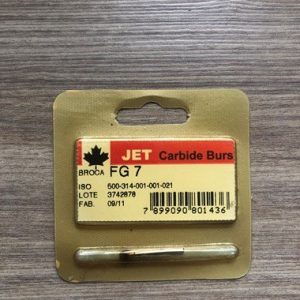 JET Carbide Burs
BROCA FG 7
ISO 500-314-001-001-021
LOTE 3742878
FAB. 09/11
7 899090 801436